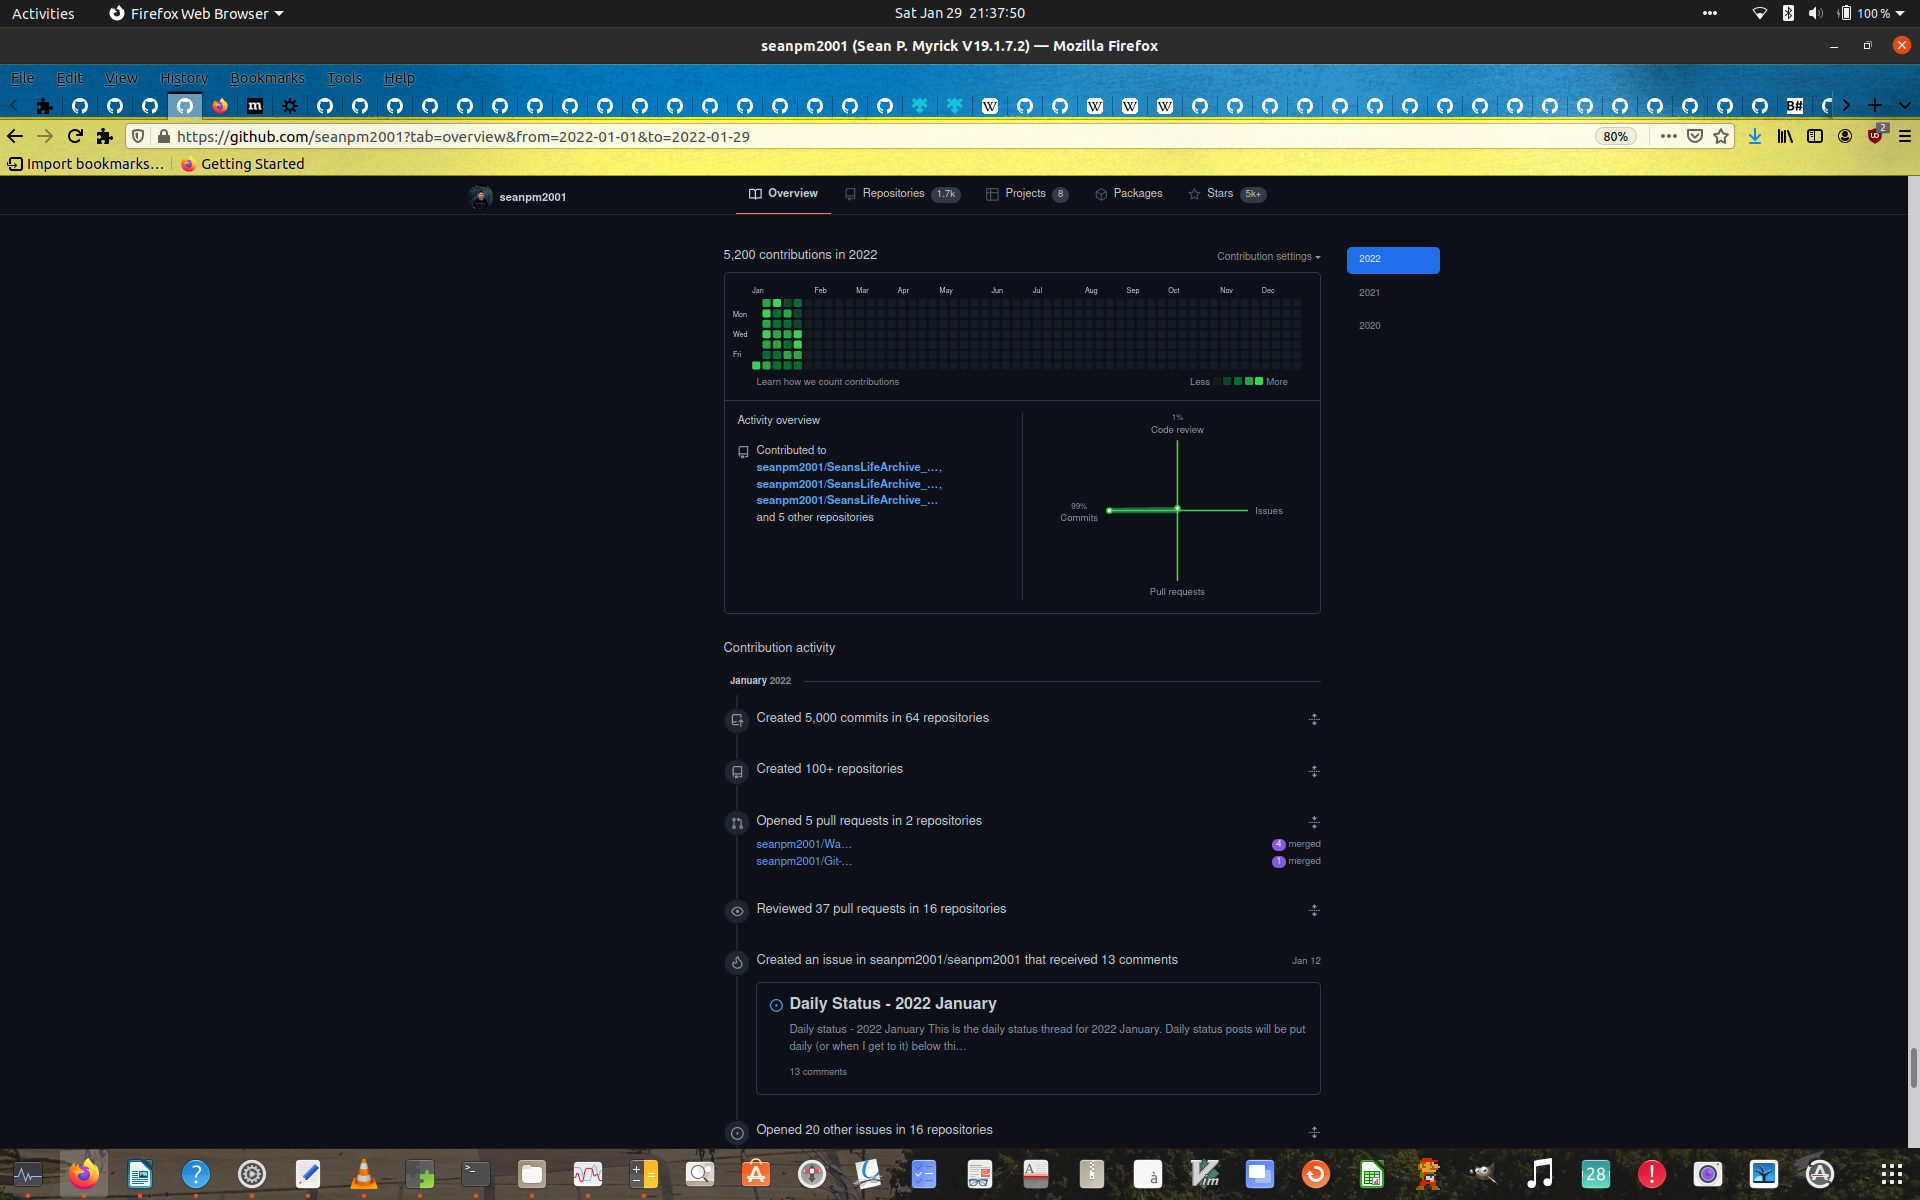 Activities
Firefox Web Browser
Sat Jan 29 21:37:50
100 %
seanpm2001 (Sean P. Myrick V19.1.7.2) — Mozilla Firefox
File Edit View History Bookmarks Tools Help
m W W W W B#
https://github.com/seanpm2001?tab=overview&from=2022-01-01&to=2022-01-29
80%
2
Import bookmarks…
Getting Started
seanpm2001
Overview
Repositories 1.7k
Projects 8
Packages
Stars 5k+
5,200 contributions in 2022
Contribution settings
2022
2021
2020
Jan Feb Mar Apr May Jun Jul Aug Sep Oct Nov Dec
Mon
Wed
Fri
Learn how we count contributions
Less More
Activity overview
Contributed to
seanpm2001/SeansLifeArchive_…,
seanpm2001/SeansLifeArchive_…,
seanpm2001/SeansLifeArchive_…
and 5 other repositories
1%
Code review
99%
Commits
Issues
Pull requests
Contribution activity
January 2022
Created 5,000 commits in 64 repositories
Created 100+ repositories
Opened 5 pull requests in 2 repositories
seanpm2001/Wa…
4 merged
seanpm2001/Git-…
1 merged
Reviewed 37 pull requests in 16 repositories
Created an issue in seanpm2001/seanpm2001 that received 13 comments
Jan 12
Daily Status - 2022 January
Daily status - 2022 January This is the daily status thread for 2022 January. Daily status posts will be put
daily (or when I get to it) below thi…
13 comments
Opened 20 other issues in 16 repositories
28